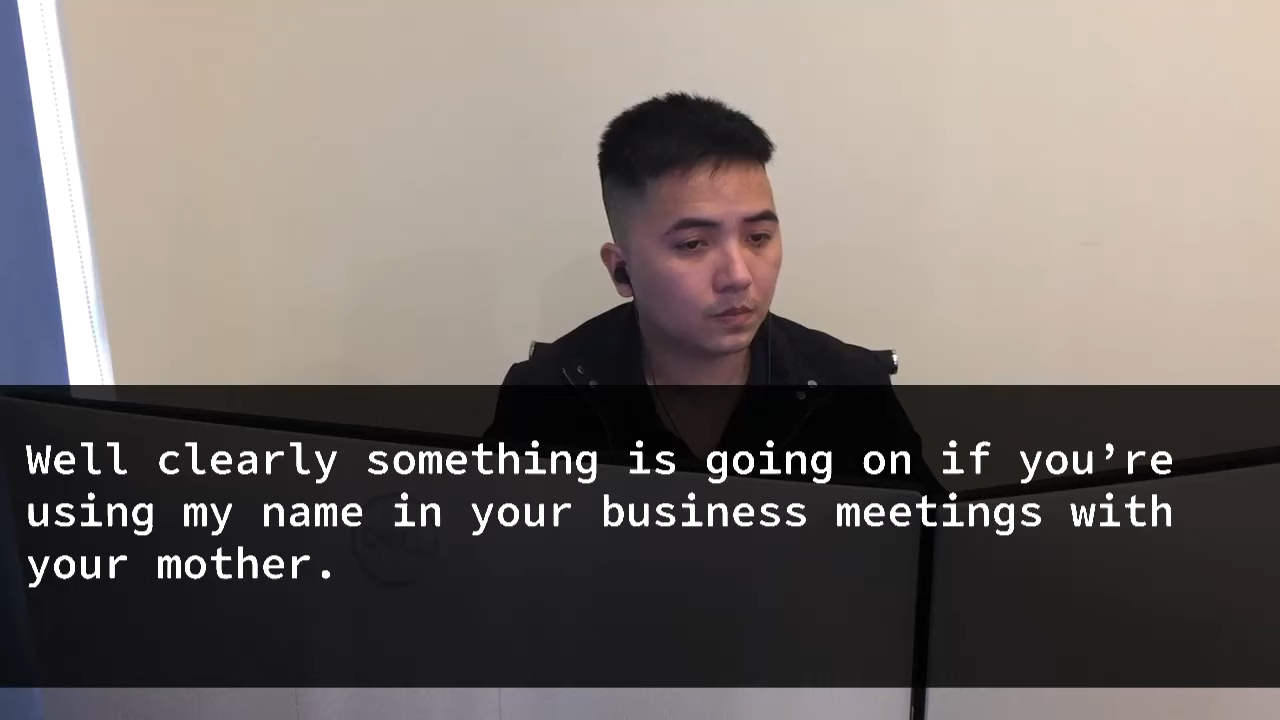 Well clearly something is going on if you’re
using my name in your business meetings with
your mother.
DELL